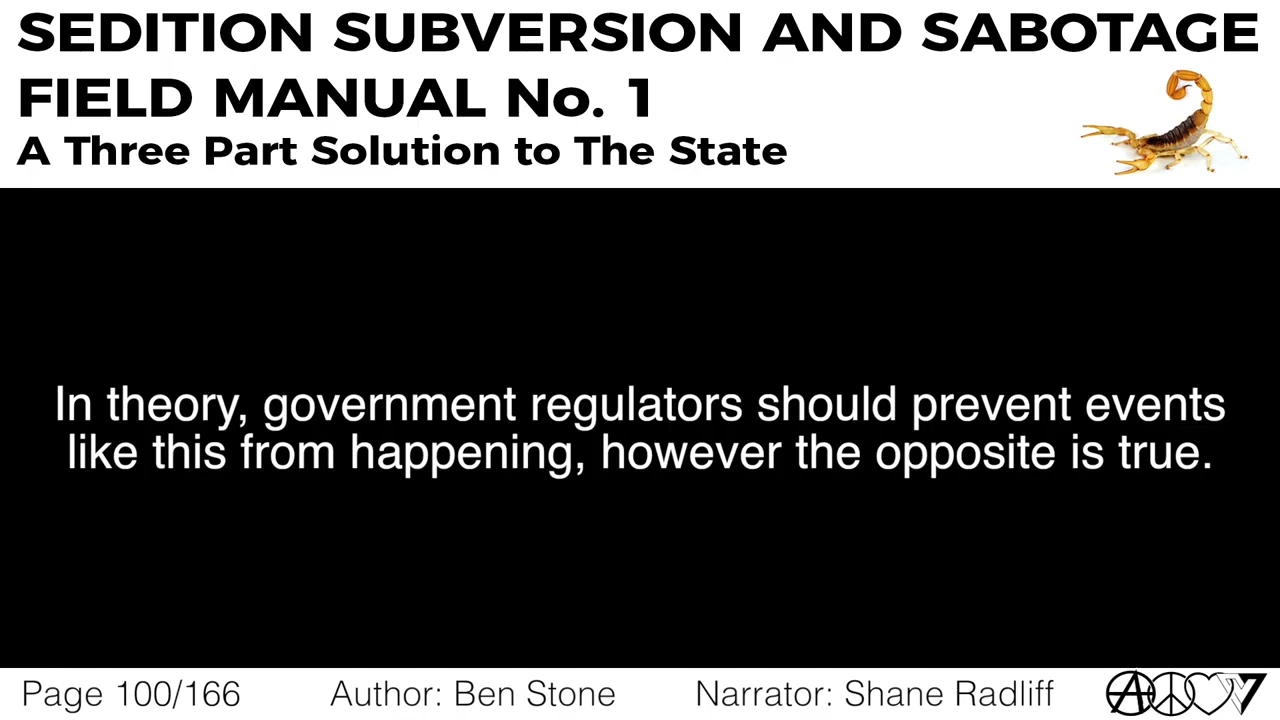 SEDITION SUBVERSION AND SABOTAGE
FIELD MANUAL No. 1
A Three Part Solution to The State
In theory, government regulators should prevent events
like this from happening, however the opposite is true.
Page 100/166 Author: Ben Stone Narrator: Shane Radliff